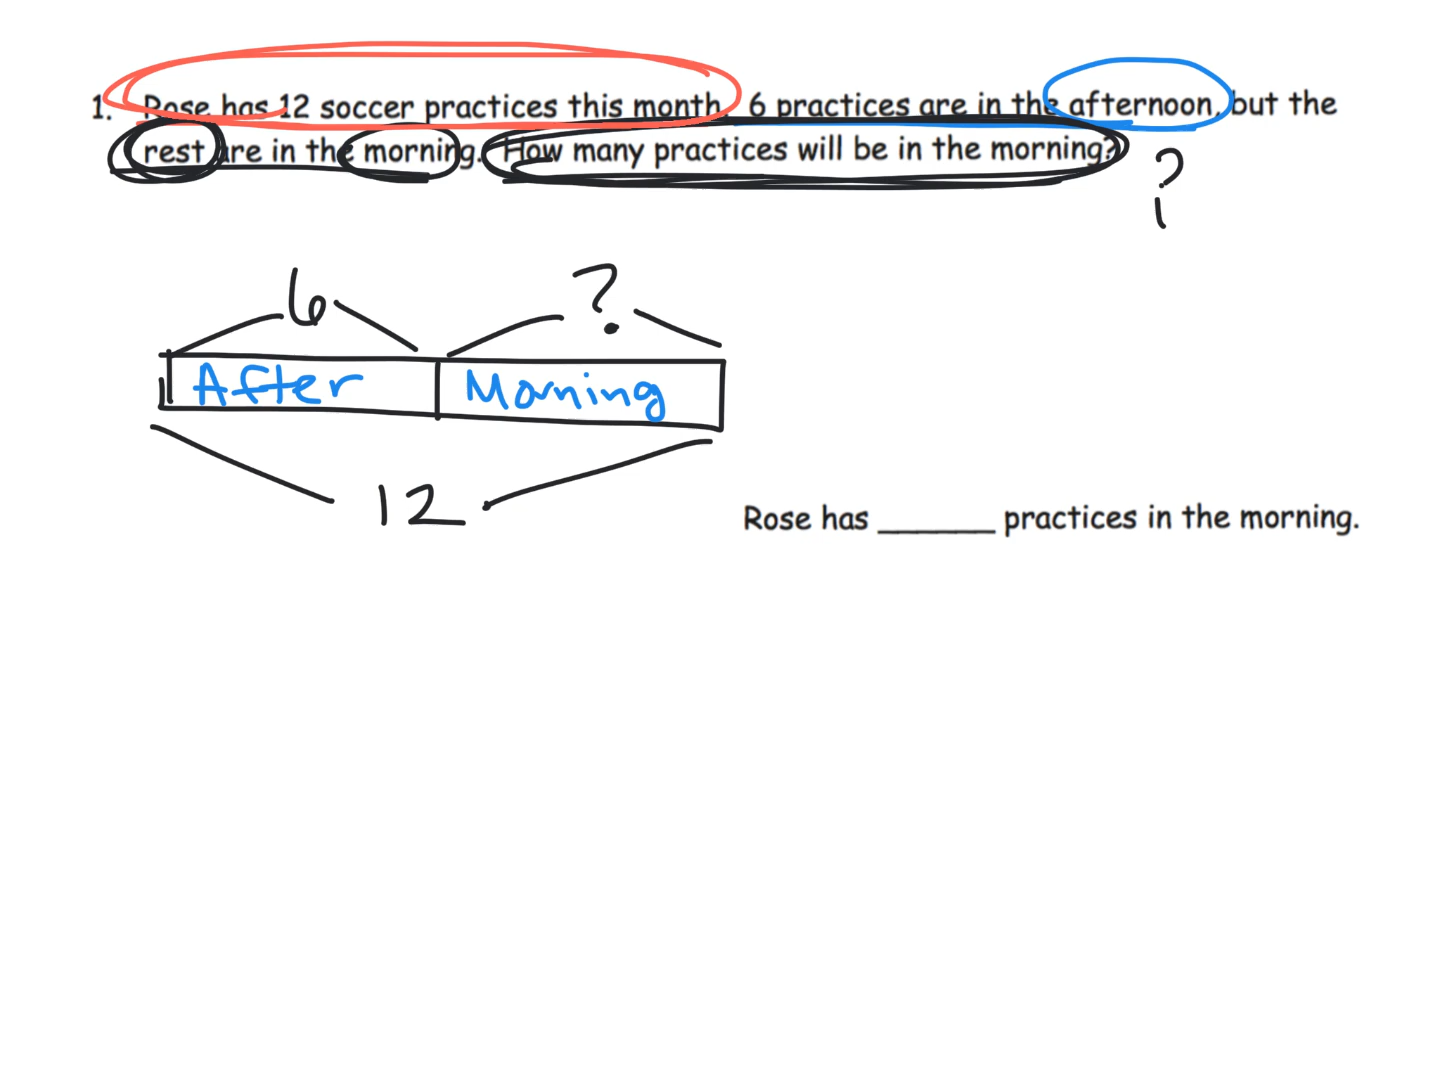 1. Rose has 12 soccer practices this month. 6 practices are in the afternoon, but the
rest are in the morning. How many practices will be in the morning?
?
6 ?
After Morning
12
Rose has ______ practices in the morning.